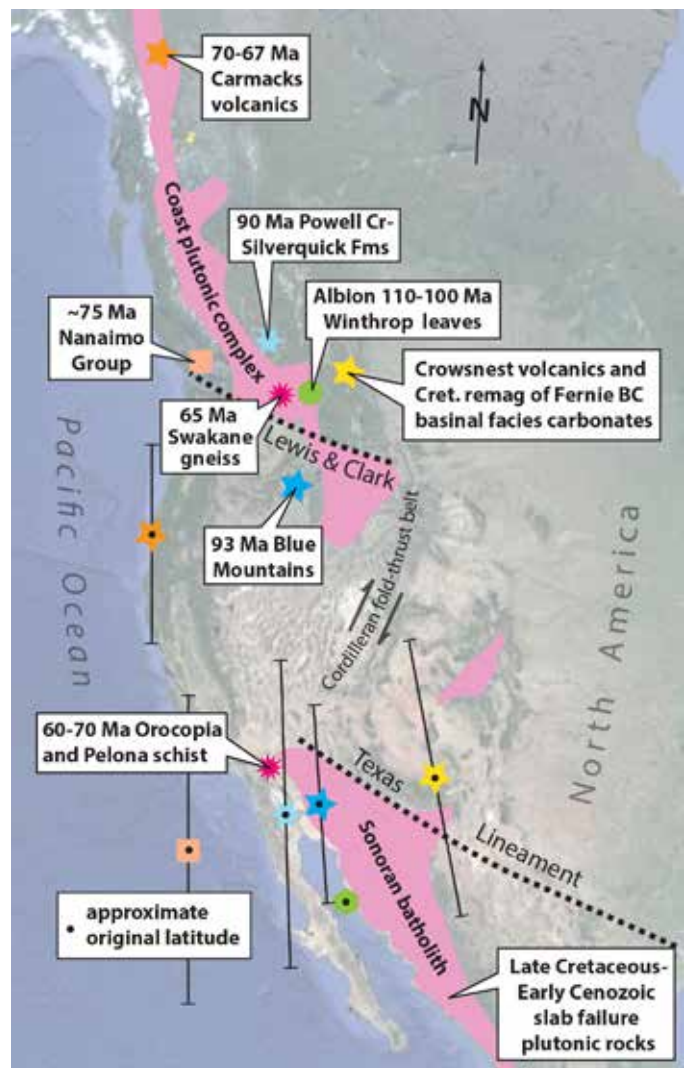 70-67 Ma
Carmacks
volcanics
N
Coast plutonic complex
90 Ma Powell Cr-
Silverquick Fms
Albion 110-100 Ma
Winthrop leaves
~75 Ma
Nanaimo
Group
Crowsnest volcanics and
Cret. remag of Fernie BC
basinal facies carbonates
65 Ma
Swakane
gneiss
Lewis & Clark
93 Ma Blue
Mountains
Pacific Ocean
Cordilleran fold-thrust belt
North America
60-70 Ma Orocopia
and Pelona schist
Texas
Lineament
Sonoran batholith
approximate
original latitude
Late Cretaceous-
Early Cenozoic
slab failure
plutonic rocks